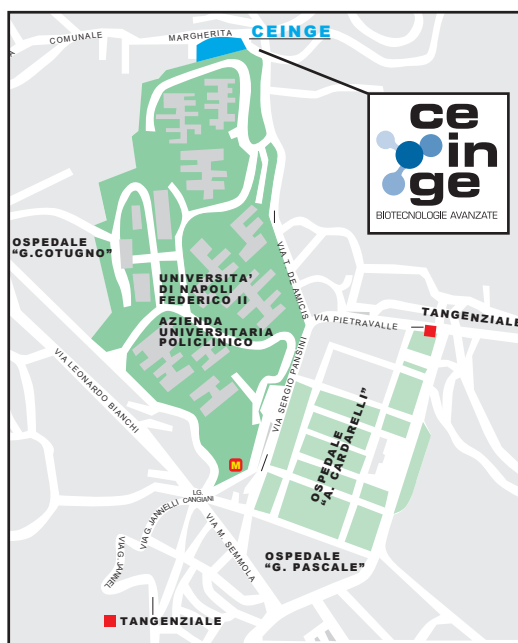 COMUNALE
MARGHERITA
CEINGE
ce
in
ge
BIOTECNOLOGIE AVANZATE
OSPEDALE
"G.COTUGNO"
UNIVERSITA'
DI NAPOLI
FEDERICO II
AZIENDA
UNIVERSITARIA
POLICLINICO
VIA T. DE AMICIS
TANGENZIALE
VIA PIETRAVALLE
VIA LEONARDO BIANCHI
VIA SERGIO PANSINI
OSPEDALE
"A. CARDARELLI"
M
LG.
CANGIANI
VIA G. JANNELLI
VIA G. JANNEL
VIA M. SEMMOLA
OSPEDALE
"G. PASCALE"
TANGENZIALE